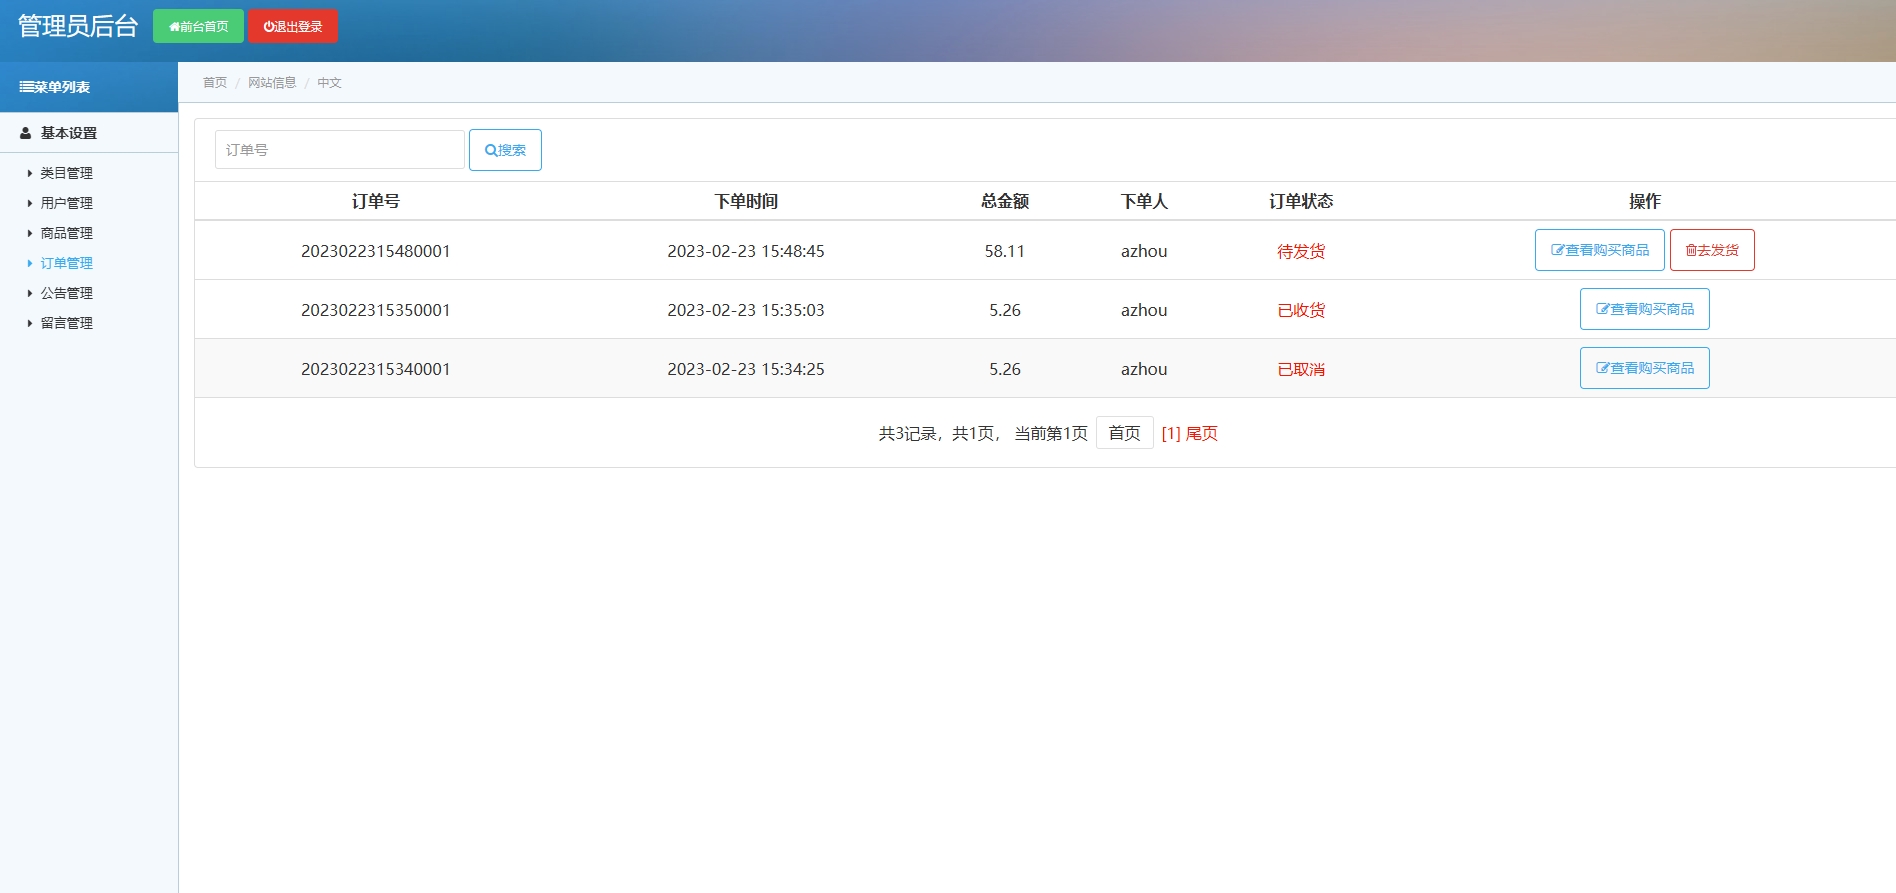 管理员后台 前台首页 退出登录
菜单列表
首页 / 网站信息 / 中文
基本设置
类目管理
用户管理
商品管理
订单管理
公告管理
留言管理
订单号 搜索
订单号 下单时间 总金额 下单人 订单状态 操作
2023022315480001 2023-02-23 15:48:45 58.11 azhou 待发货 查看购买商品 去发货
2023022315350001 2023-02-23 15:35:03 5.26 azhou 已收货 查看购买商品
2023022315340001 2023-02-23 15:34:25 5.26 azhou 已取消 查看购买商品
共3记录，共1页， 当前第1页 首页 [1] 尾页